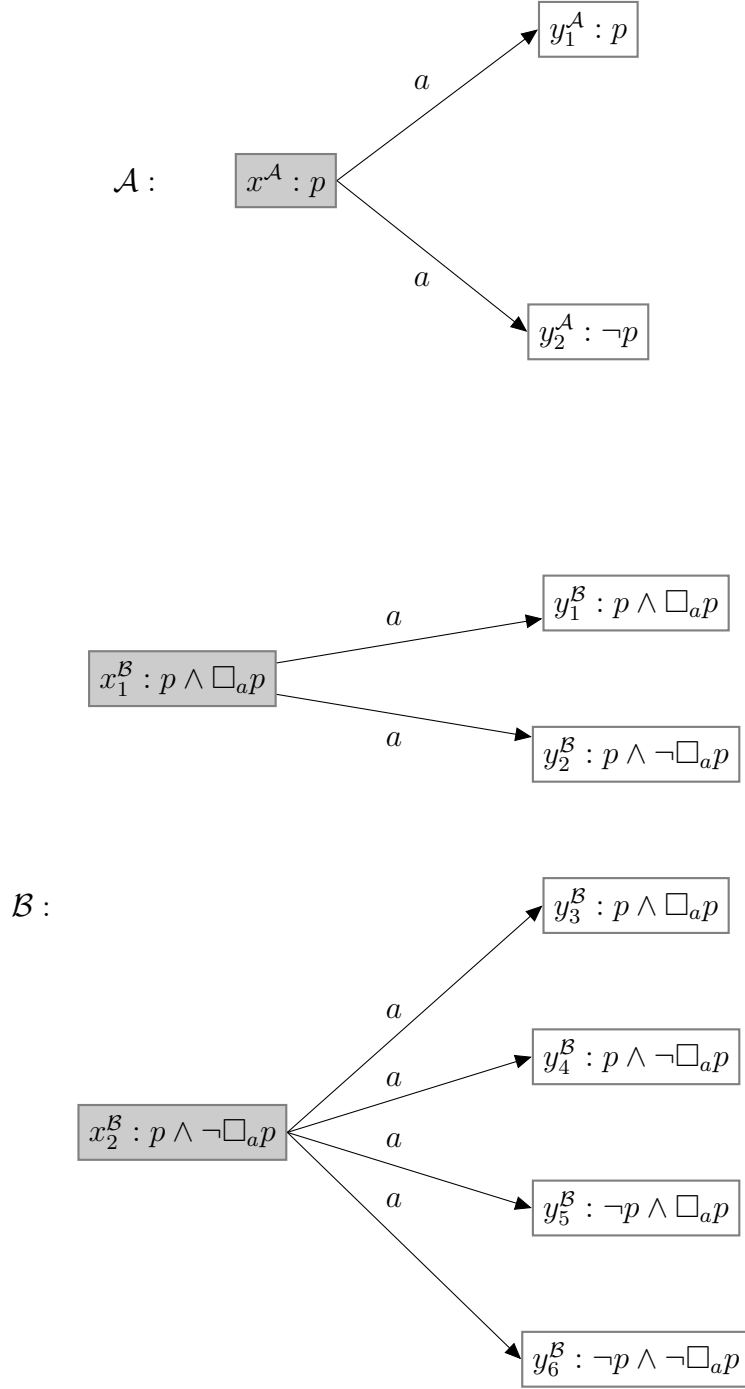 a
y₁^𝒜 : p
𝒜 :
x^𝒜 : p
a
y₂^𝒜 : ¬p
a
y₁^ℬ : p ∧ □ₐp
x₁^ℬ : p ∧ □ₐp
a
y₂^ℬ : p ∧ ¬□ₐp
ℬ :
y₃^ℬ : p ∧ □ₐp
a
y₄^ℬ : p ∧ ¬□ₐp
a
x₂^ℬ : p ∧ ¬□ₐp
a
y₅^ℬ : ¬p ∧ □ₐp
a
y₆^ℬ : ¬p ∧ ¬□ₐp